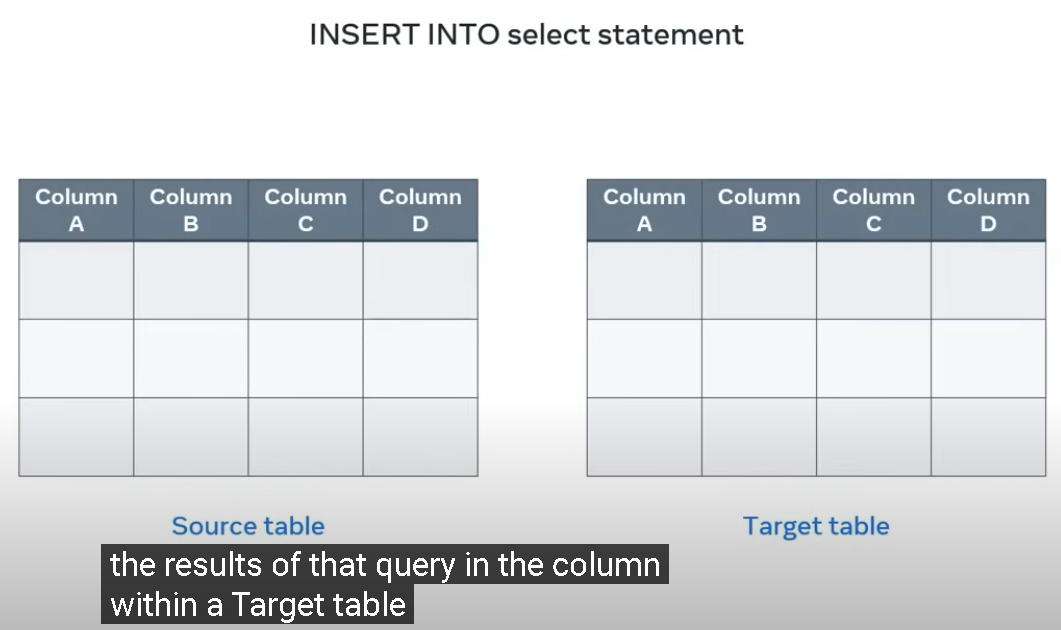 INSERT INTO select statement
Column Column Column Column
A B C D
Column Column Column Column
A B C D
Source table
Target table
the results of that query in the column
within a Target table